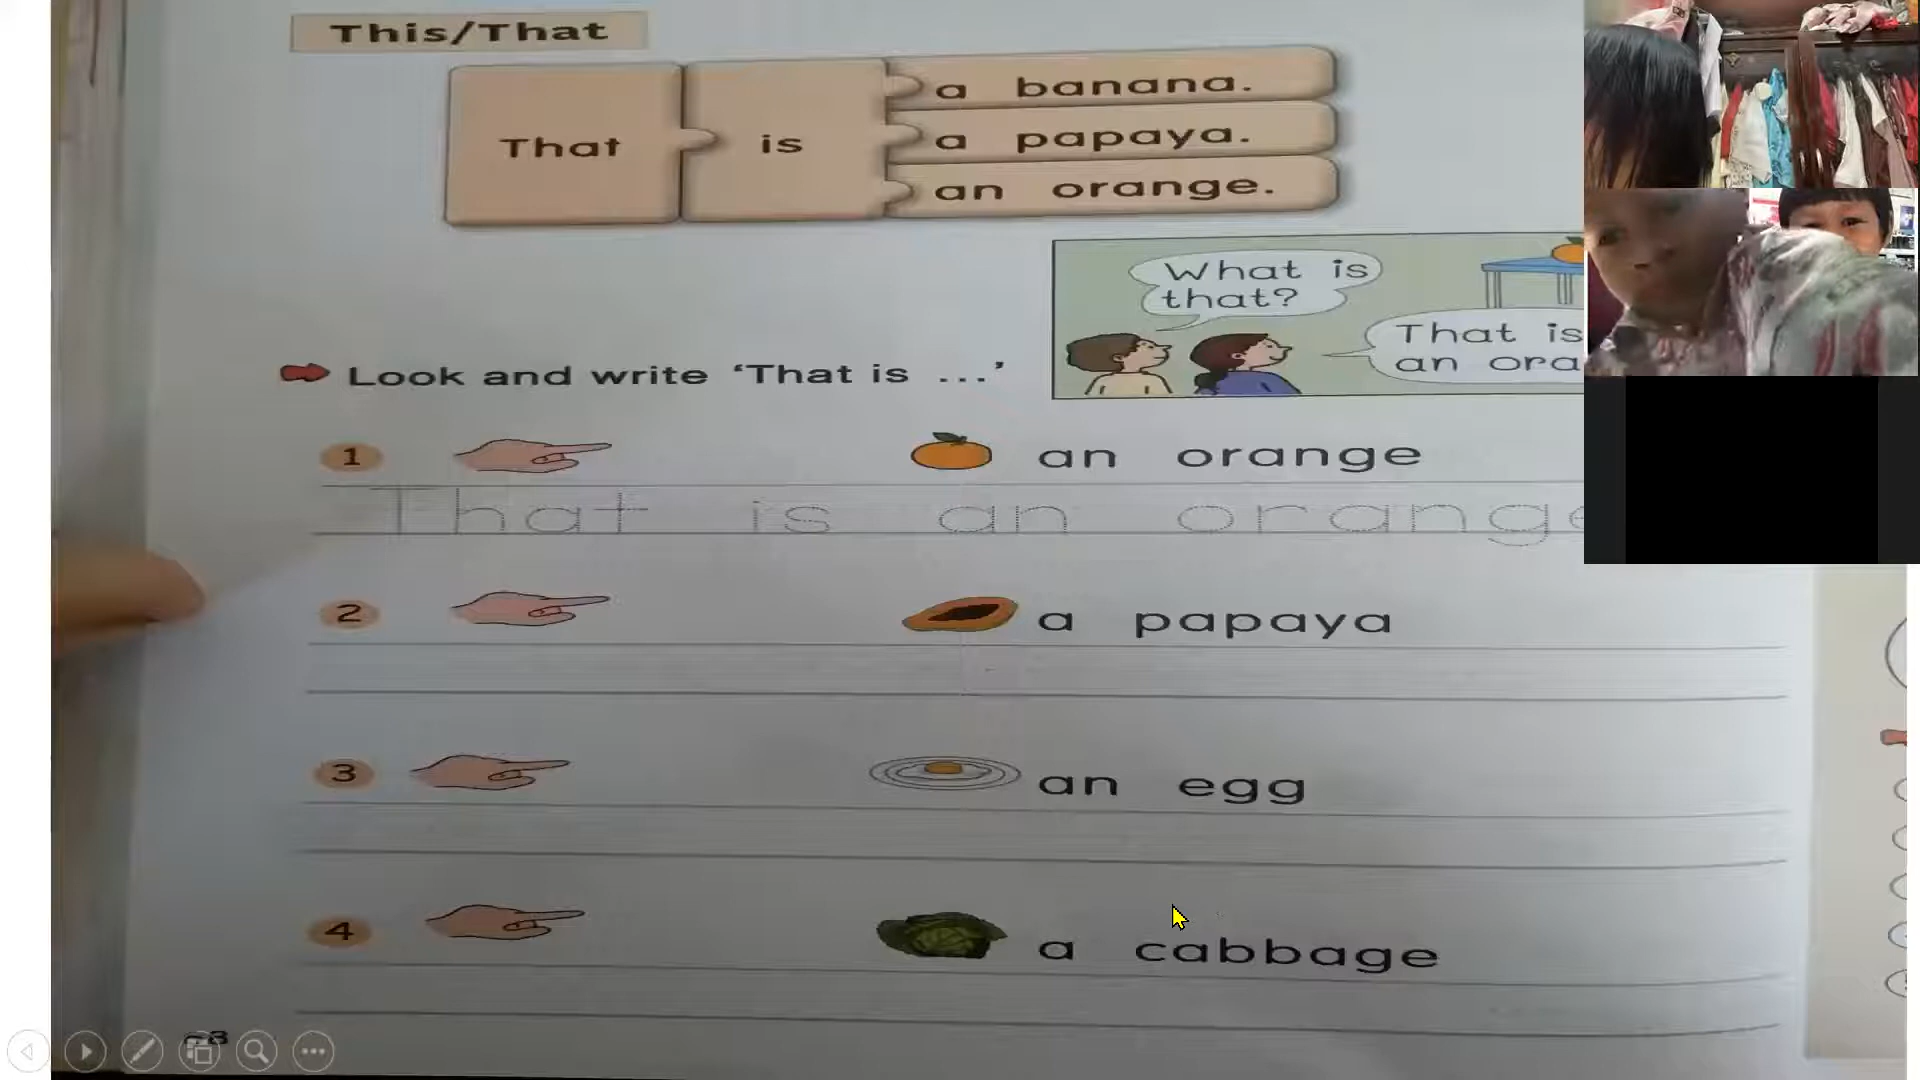 This/That
That is
a banana.
a papaya.
an orange.
What is
that?
That is
an ora
Look and write ‘That is ...’
1 an orange
That is an orange
2 a papaya
3 an egg
4 a cabbage